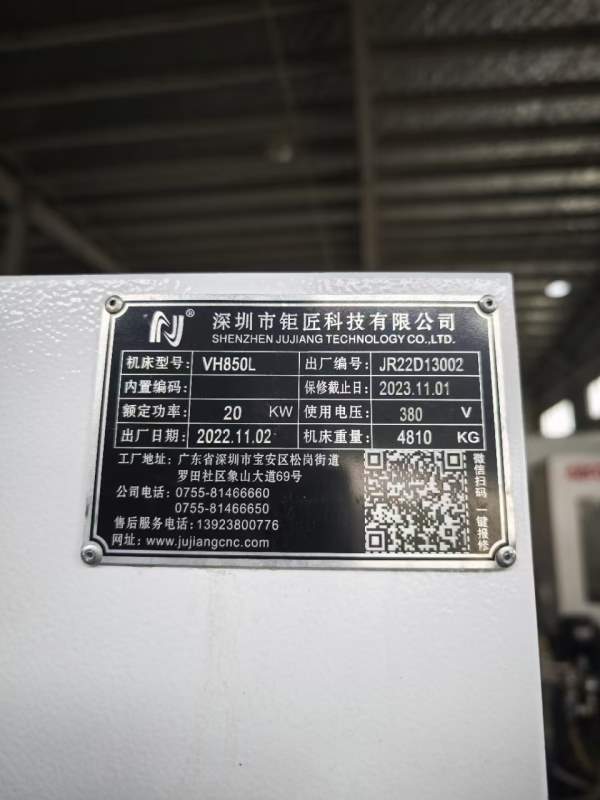 NJ®
深圳市钜匠科技有限公司
SHENZHEN JUJIANG TECHNOLOGY CO.,LTD.
机床型号: VH850L 出厂编号: JR22D13002
内置编码: 保修截止日: 2023.11.01
额定功率: 20 KW 使用电压: 380 V
出厂日期: 2022.11.02 机床重量: 4810 KG
工厂地址: 广东省深圳市宝安区松岗街道
罗田社区象山大道69号
公司电话: 0755-81466660
0755-81466650
售后服务电话: 13923800776
网址: www.jujiangcnc.com
微信扫码 一键报修